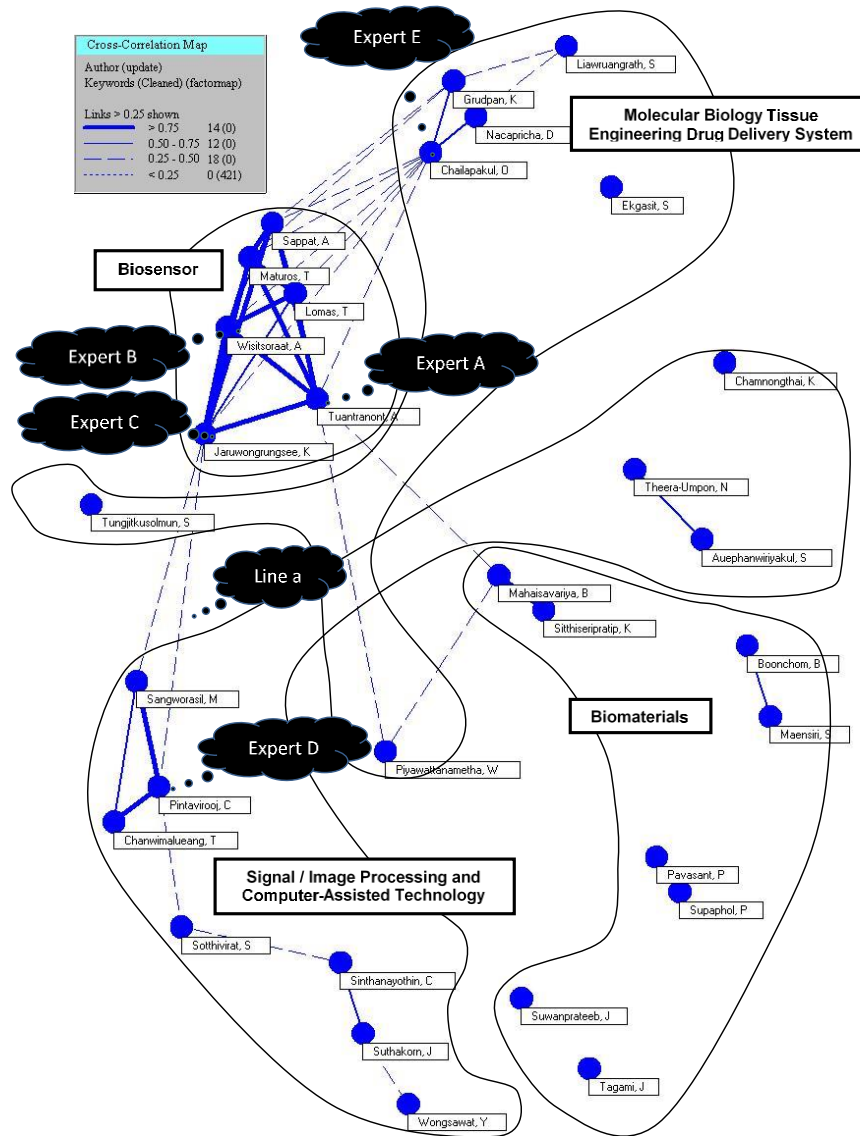 Expert E
Cross-Correlation Map
Author (update)
Keywords (Cleaned) (factormap)
Links > 0.25 shown
> 0.75 14 (0)
0.50 - 0.75 12 (0)
0.25 - 0.50 18 (0)
< 0.25 0 (421)
Liawruangrath, S
Grudpan, K
Molecular Biology Tissue
Engineering Drug Delivery System
Nacapricha, D
Chailapakul, O
Ekgasit, S
Sappat, A
Biosensor
Maturos, T
Lomas, T
Wisitsoraat, A
Expert B
Expert A
Chamnongthai, K
Tuantranont, A
Expert C
Jaruwongrungsee, K
Theera-Umpon, N
Tungjitkusolmun, S
Auephanwiriyakul, S
Line a
Mahaisavariya, B
Sitthiseripratip, K
Boonchom, B
Sangworasil, M
Biomaterials
Maensiri, S
Expert D
Piyawattanametha, W
Pintavirooj, C
Chanwimalueang, T
Signal / Image Processing and
Computer-Assisted Technology
Pavasant, P
Supaphol, P
Sotthivirat, S
Sinthanayothin, C
Suwanprateeb, J
Suthakorn, J
Tagami, J
Wongsawat, Y